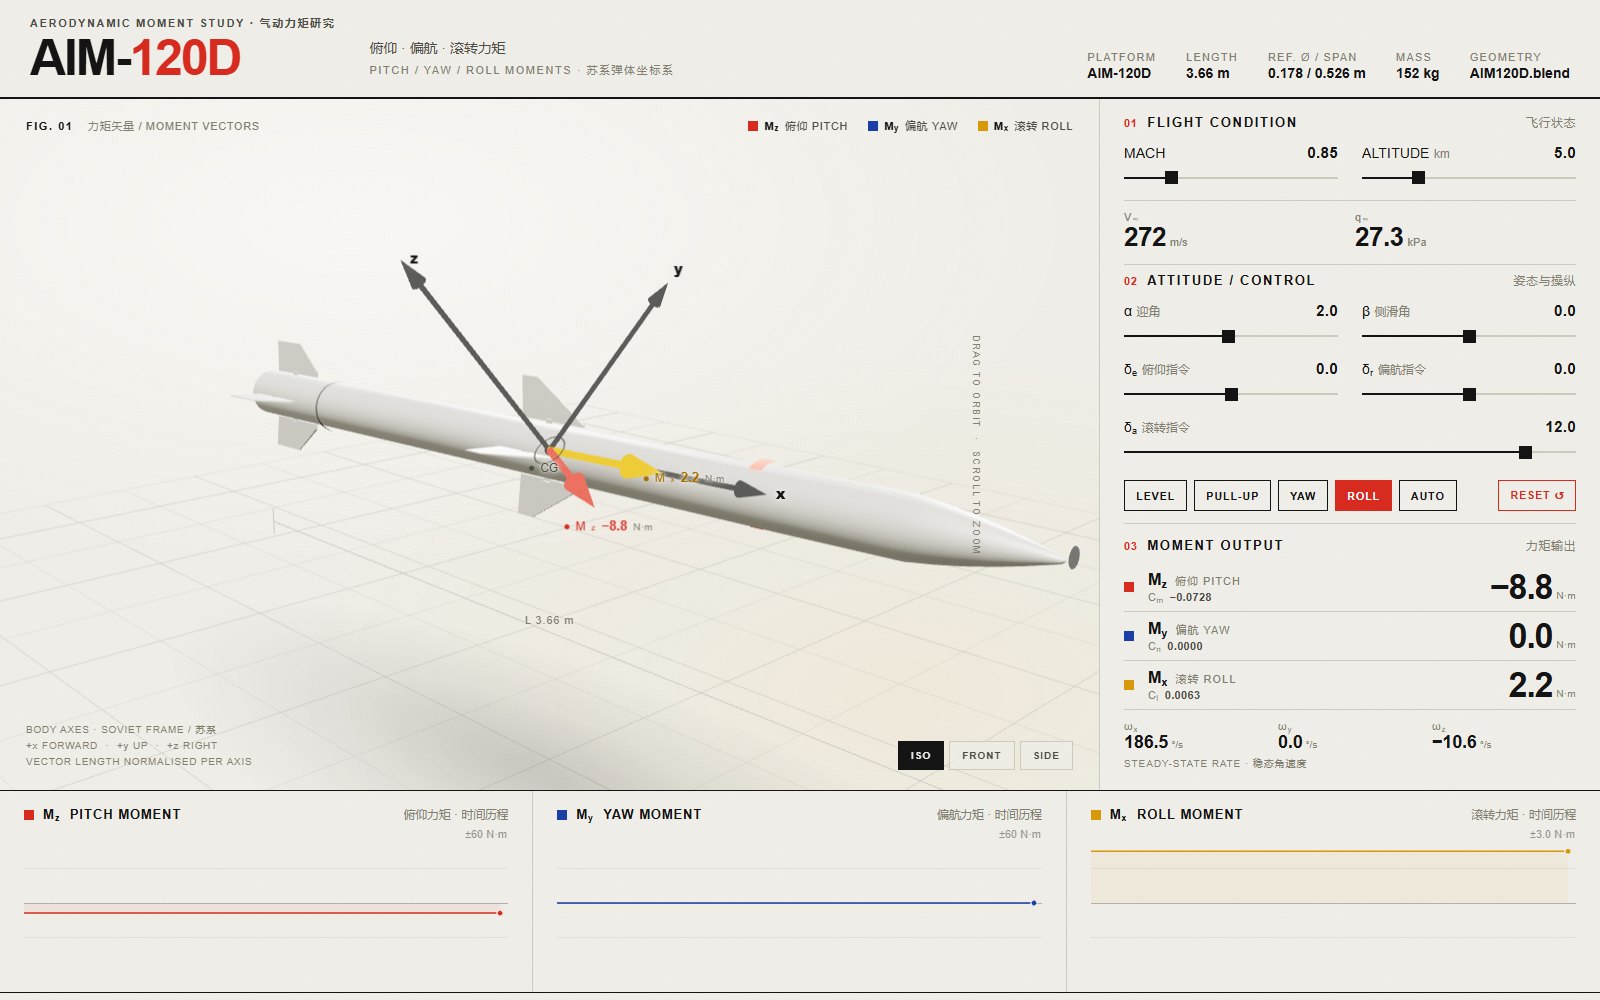 AERODYNAMIC MOMENT STUDY · 气动力矩研究
AIM-120D
俯仰 · 偏航 · 滚转力矩
PITCH / YAW / ROLL MOMENTS · 苏系弹体坐标系
PLATFORM
AIM-120D
LENGTH
3.66 m
REF. Ø / SPAN
0.178 / 0.526 m
MASS
152 kg
GEOMETRY
AIM120D.blend
FIG. 01 力矩矢量 / MOMENT VECTORS
Mz 俯仰 PITCH My 偏航 YAW Mx 滚转 ROLL
z
y
x
CG
Mx 2.2 N·m
Mz −8.8 N·m
L 3.66 m
DRAG TO ORBIT · SCROLL TO ZOOM
BODY AXES · SOVIET FRAME / 苏系
+x FORWARD · +y UP · +z RIGHT
VECTOR LENGTH NORMALISED PER AXIS
ISO FRONT SIDE
01 FLIGHT CONDITION 飞行状态
MACH 0.85
ALTITUDE km 5.0
V∞
272 m/s
q∞
27.3 kPa
02 ATTITUDE / CONTROL 姿态与操纵
α 迎角 2.0
β 侧滑角 0.0
δe 俯仰指令 0.0
δr 偏航指令 0.0
δa 滚转指令 12.0
LEVEL PULL-UP YAW ROLL AUTO RESET ↺
03 MOMENT OUTPUT 力矩输出
Mz 俯仰 PITCH
Cm −0.0728
−8.8 N·m
My 偏航 YAW
Cn 0.0000
0.0 N·m
Mx 滚转 ROLL
Cl 0.0063
2.2 N·m
ωx
186.5 °/s
ωy
0.0 °/s
ωz
−10.6 °/s
STEADY-STATE RATE · 稳态角速度
Mz PITCH MOMENT 俯仰力矩 · 时间历程
±60 N·m
My YAW MOMENT 偏航力矩 · 时间历程
±60 N·m
Mx ROLL MOMENT 滚转力矩 · 时间历程
±3.0 N·m